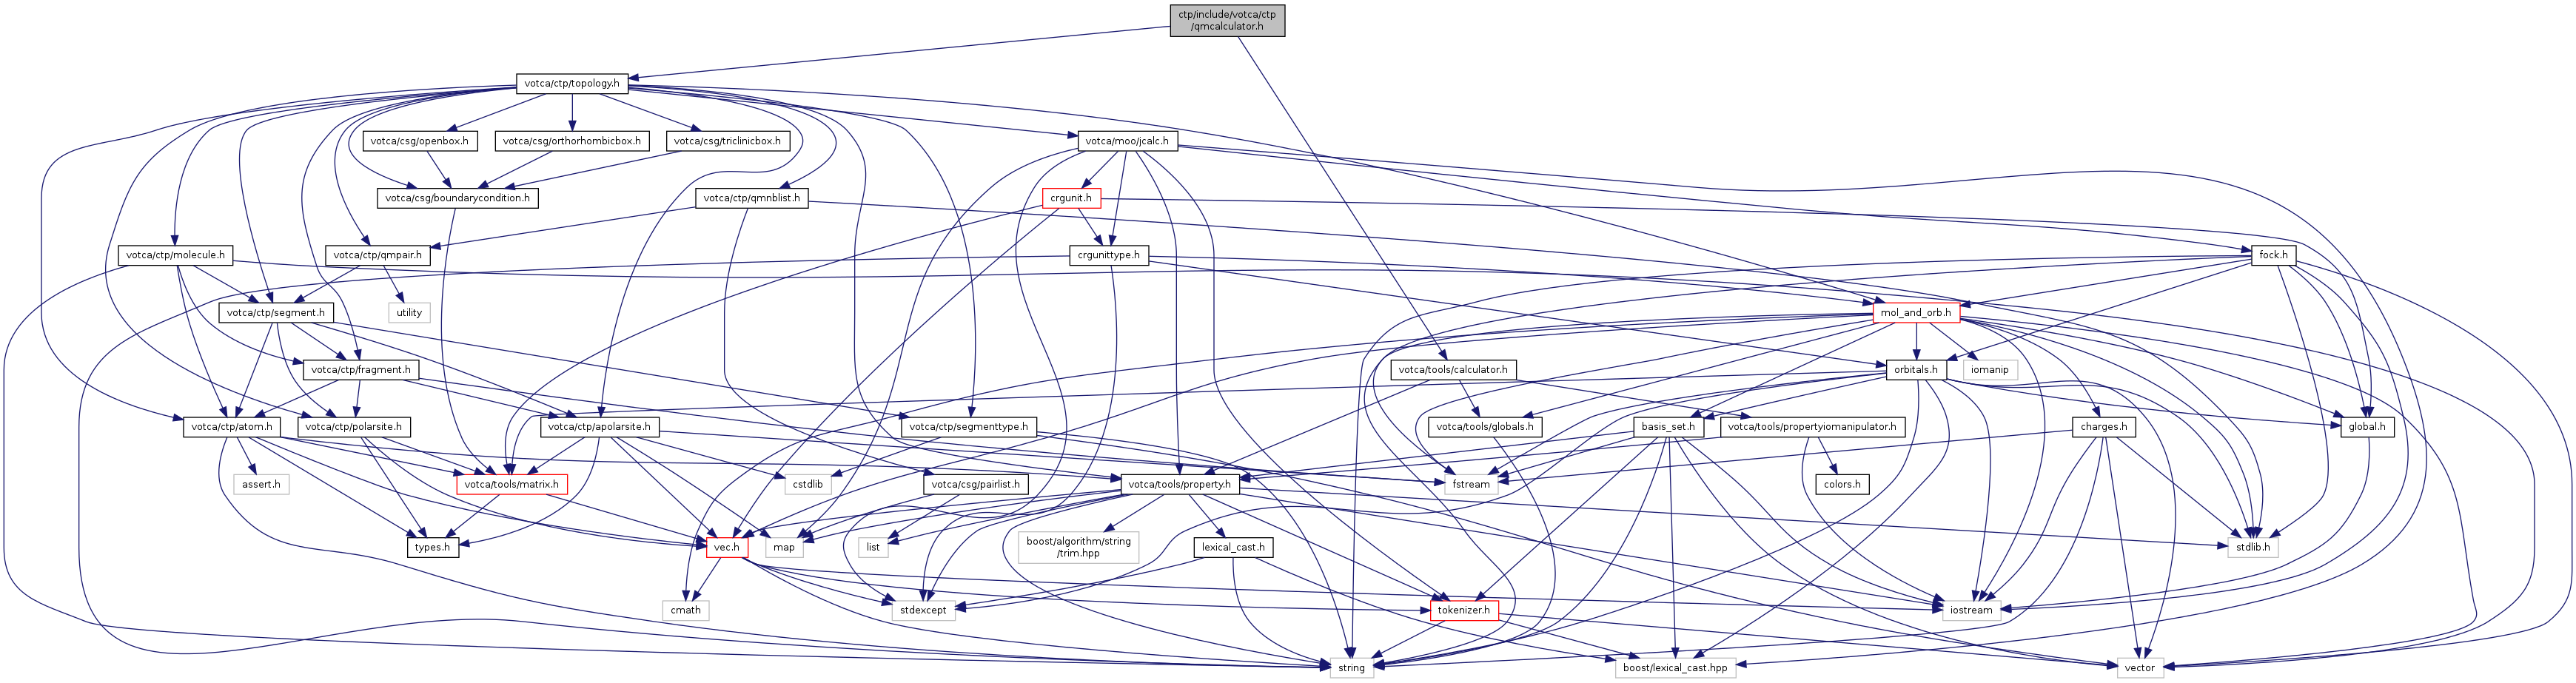 ctp/include/votca/ctp
/qmcalculator.h
votca/ctp/topology.h
votca/csg/openbox.h
votca/csg/orthorhombicbox.h
votca/csg/triclinicbox.h
votca/moo/jcalc.h
votca/csg/boundarycondition.h
votca/ctp/qmnblist.h
crgunit.h
votca/ctp/molecule.h
votca/ctp/qmpair.h
crgunittype.h
fock.h
votca/ctp/segment.h
utility
mol_and_orb.h
votca/ctp/fragment.h
votca/tools/calculator.h
orbitals.h
iomanip
votca/ctp/atom.h
votca/ctp/polarsite.h
votca/ctp/apolarsite.h
votca/ctp/segmenttype.h
votca/tools/globals.h
basis_set.h
votca/tools/propertyiomanipulator.h
charges.h
global.h
assert.h
votca/tools/matrix.h
cstdlib
votca/csg/pairlist.h
votca/tools/property.h
fstream
colors.h
types.h
vec.h
map
list
boost/algorithm/string
/trim.hpp
lexical_cast.h
stdlib.h
cmath
stdexcept
tokenizer.h
iostream
string
boost/lexical_cast.hpp
vector